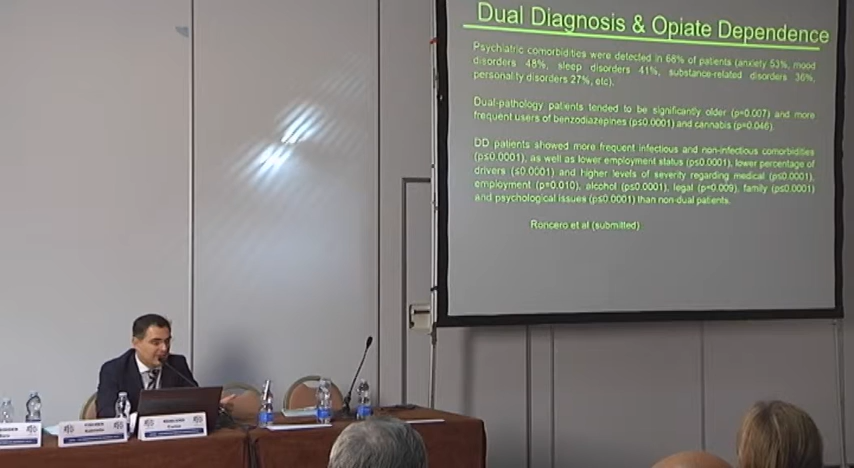 Dual Diagnosis & Opiate Dependence
Psychiatric comorbidities were detected in 68% of patients (anxiety 53%, mood
disorders 48%, sleep disorders 41%, substance-related disorders 36%,
personality disorders 27%, etc).
Dual-pathology patients tended to be significantly older (p=0.007) and more
frequent users of benzodiazepines (p≤0.0001) and cannabis (p=0.046).
DD patients showed more frequent infectious and non-infectious comorbidities
(p≤0.0001), as well as lower employment status (p≤0.0001), lower percentage of
drivers (≤0.0001) and higher levels of severity regarding medical (p≤0.0001),
employment (p=0.010), alcohol (p≤0.0001), legal (p=0.009), family (p≤0.0001)
and psychological issues (p≤0.0001) than non-dual patients.
Roncero et al (submitted)